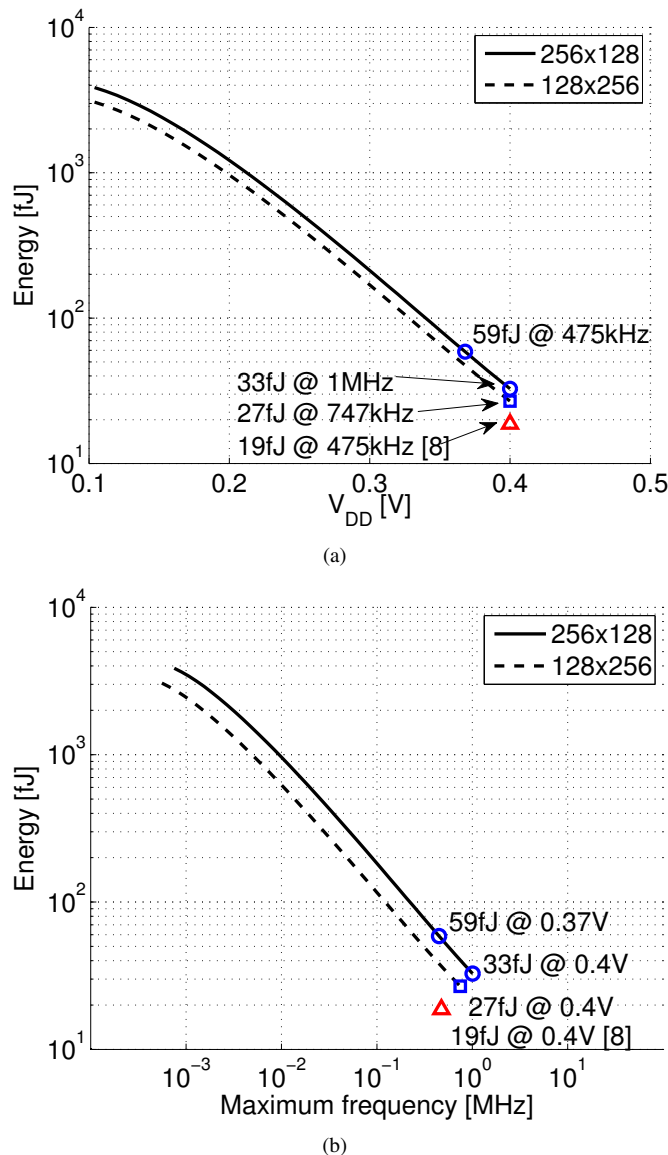 10^4
10^3
10^2
10^1
Energy [fJ]
256x128
128x256
59fJ @ 475kHz
33fJ @ 1MHz
27fJ @ 747kHz
19fJ @ 475kHz [8]
0.1 0.2 0.3 0.4 0.5
V_DD [V]
(a)
10^4
10^3
10^2
10^1
Energy [fJ]
256x128
128x256
59fJ @ 0.37V
33fJ @ 0.4V
27fJ @ 0.4V
19fJ @ 0.4V [8]
10^-3 10^-2 10^-1 10^0 10^1
Maximum frequency [MHz]
(b)